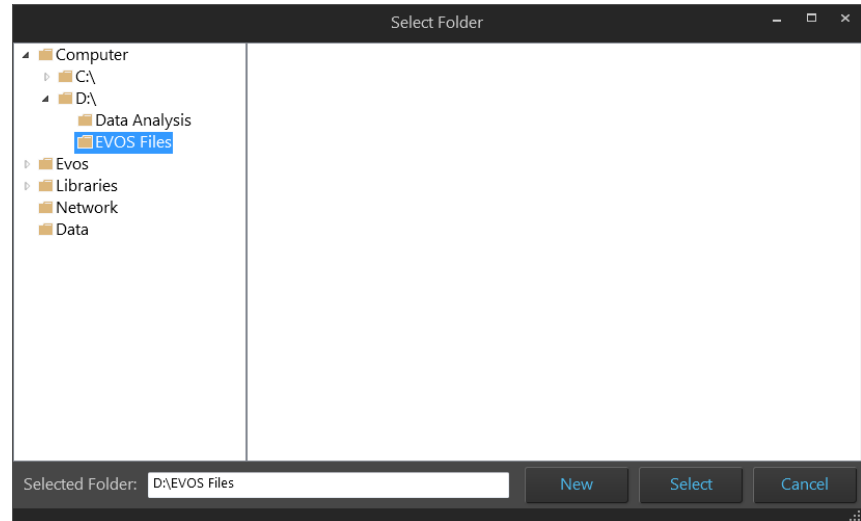 Select Folder
Computer
C:\
D:\
Data Analysis
EVOS Files
Evos
Libraries
Network
Data
Selected Folder: D:\EVOS Files New Select Cancel